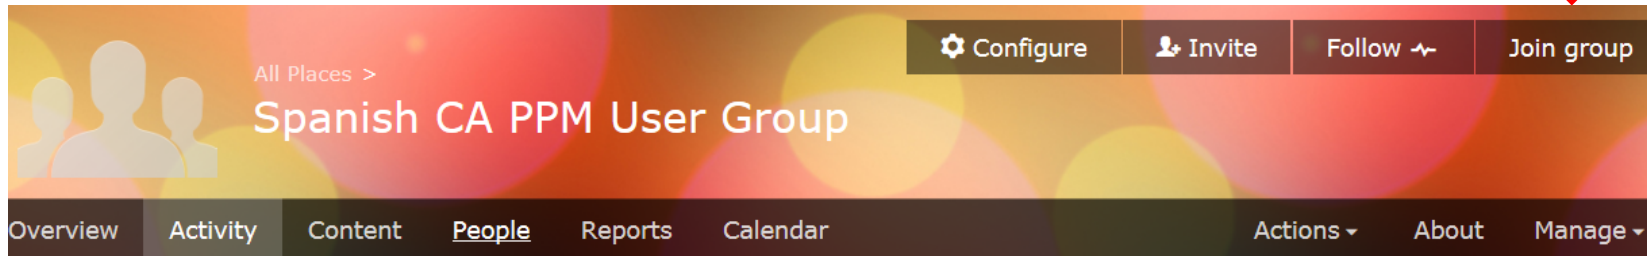 Configure Invite Follow Join group
All Places >
Spanish CA PPM User Group
Overview Activity Content People Reports Calendar Actions About Manage